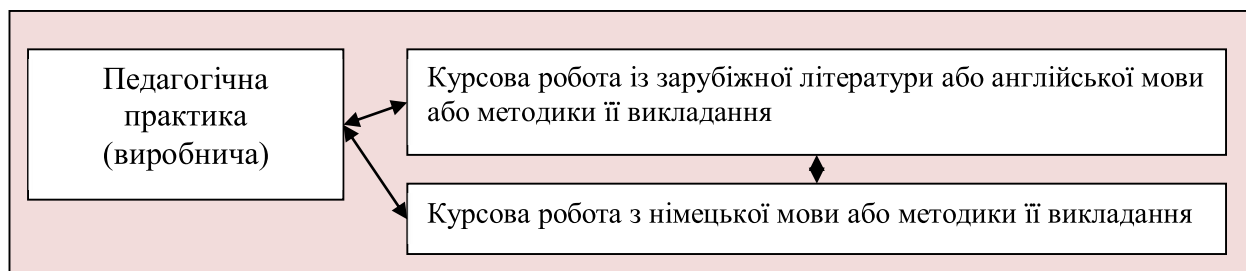 Педагогічна
практика
(виробнича)
Курсова робота із зарубіжної літератури або англійської мови
або методики її викладання
Курсова робота з німецької мови або методики її викладання